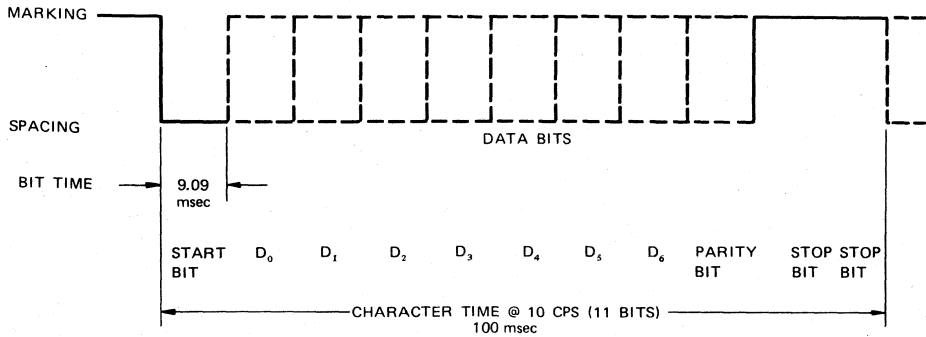 MARKING
SPACING
DATA BITS
BIT TIME
9.09
msec
START D₀ D₁ D₂ D₃ D₄ D₅ D₆ PARITY STOP STOP
BIT BIT BIT BIT
CHARACTER TIME @ 10 CPS (11 BITS)
100 msec